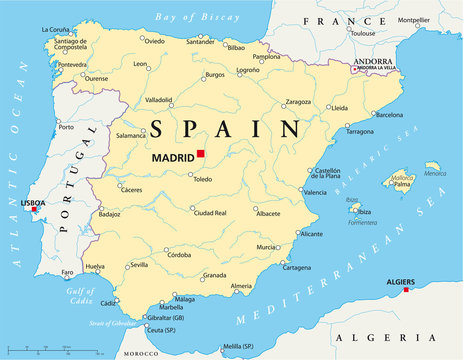 Bay of Biscay
FRANCE
Montpellier
Toulouse
La Coruña
Santiago de
Compostela
Oviedo
Santander
Bilbao
Pamplona
ANDORRA
ANDORRA LA VELLA
Pontevedra
Ourense
León
Burgos
Logroño
Valladolid
Zaragoza
Lleida
Barcelona
Tarragona
Porto
Salamanca
SPAIN
MADRID
ATLANTIC OCEAN
PORTUGAL
BALEARIC SEA
Toledo
Castellón
de la Plana
Mallorca
Menorca
Palma
Cáceres
Valencia
LISBOA
Badajoz
Ciudad Real
Albacete
Ibiza
Ibiza
Formentera
Alicante
Murcia
MEDITERRANEAN SEA
Córdoba
Cartagena
Faro
Huelva
Sevilla
Granada
Almería
Gulf of
Cádiz
Málaga
Marbella
Cádiz
ALGIERS
Gibraltar (GB)
Strait of Gibraltar
Ceuta (SP)
Melilla (SP)
MOROCCO
ALGERIA